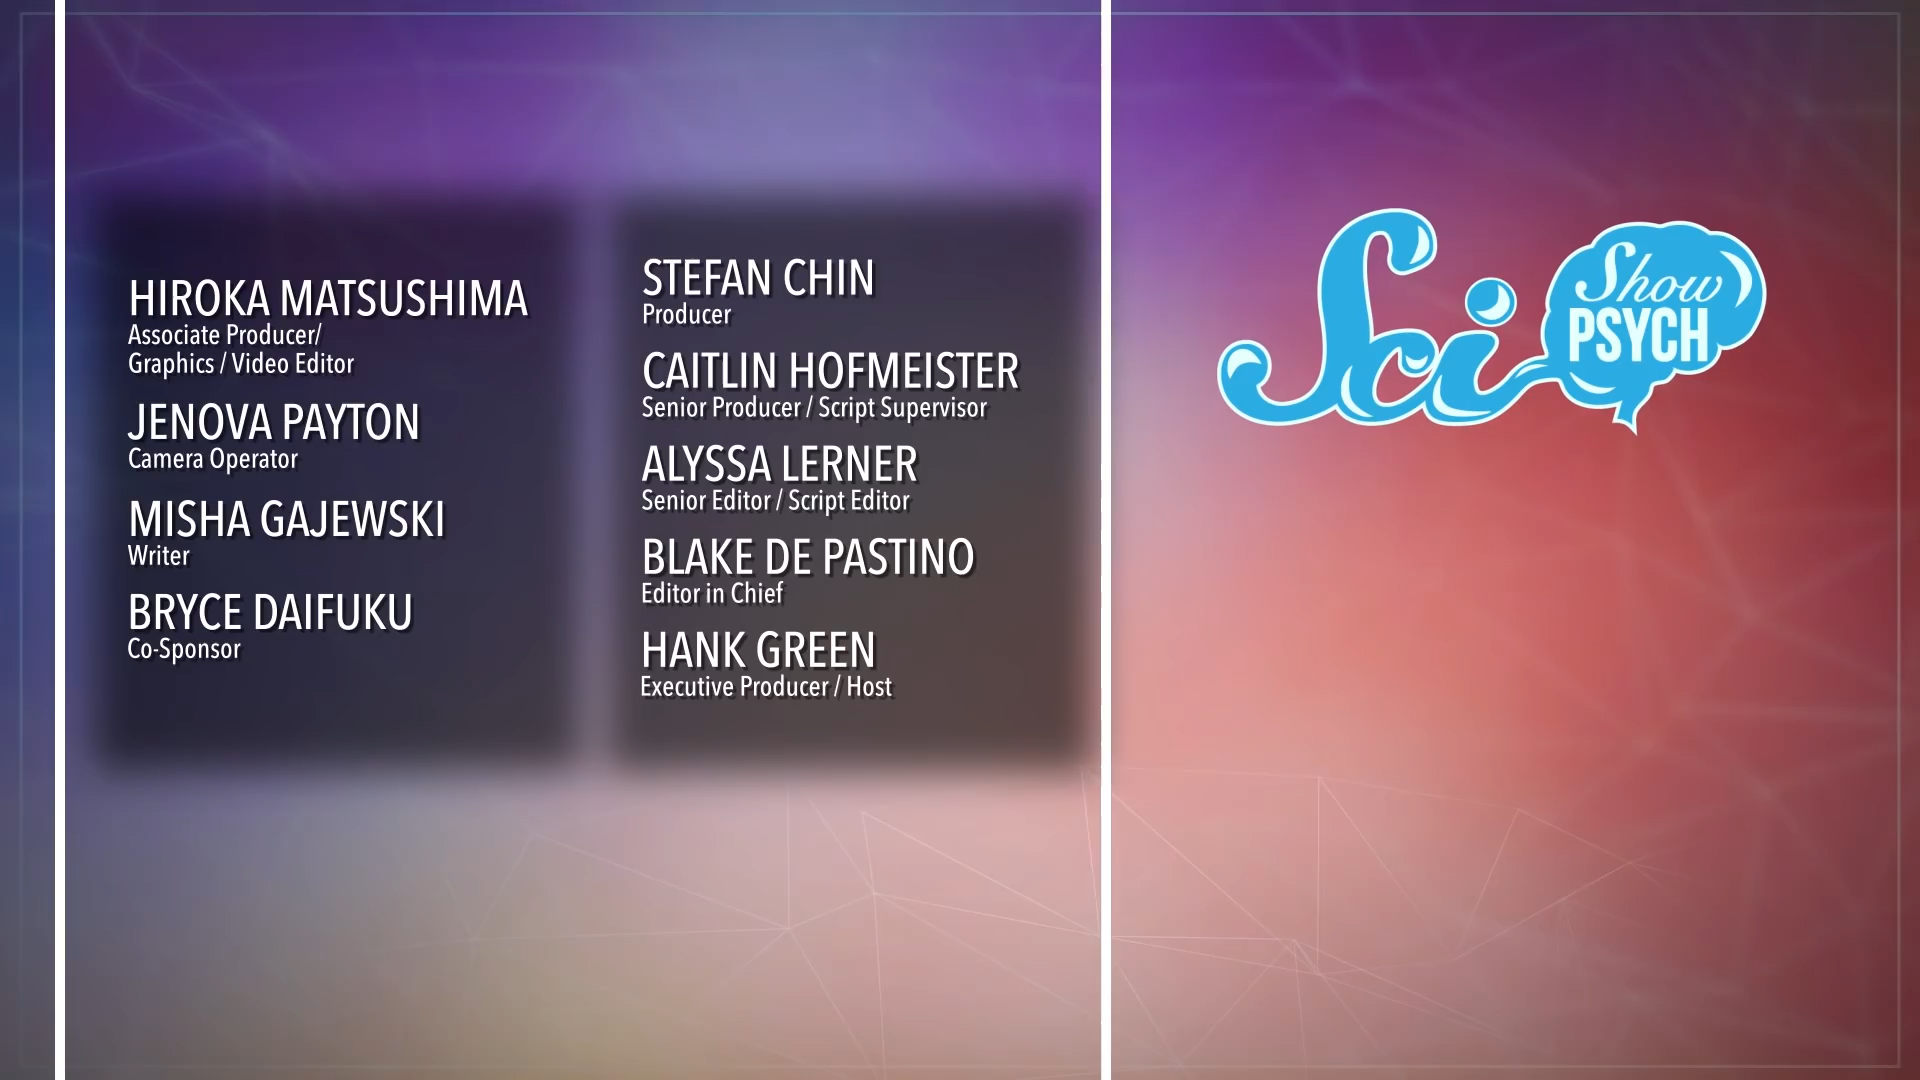 HIROKA MATSUSHIMA
Associate Producer/
Graphics / Video Editor
JENOVA PAYTON
Camera Operator
MISHA GAJEWSKI
Writer
BRYCE DAIFUKU
Co-Sponsor
STEFAN CHIN
Producer
CAITLIN HOFMEISTER
Senior Producer / Script Supervisor
ALYSSA LERNER
Senior Editor / Script Editor
BLAKE DE PASTINO
Editor in Chief
HANK GREEN
Executive Producer / Host
Sci
Show
PSYCH